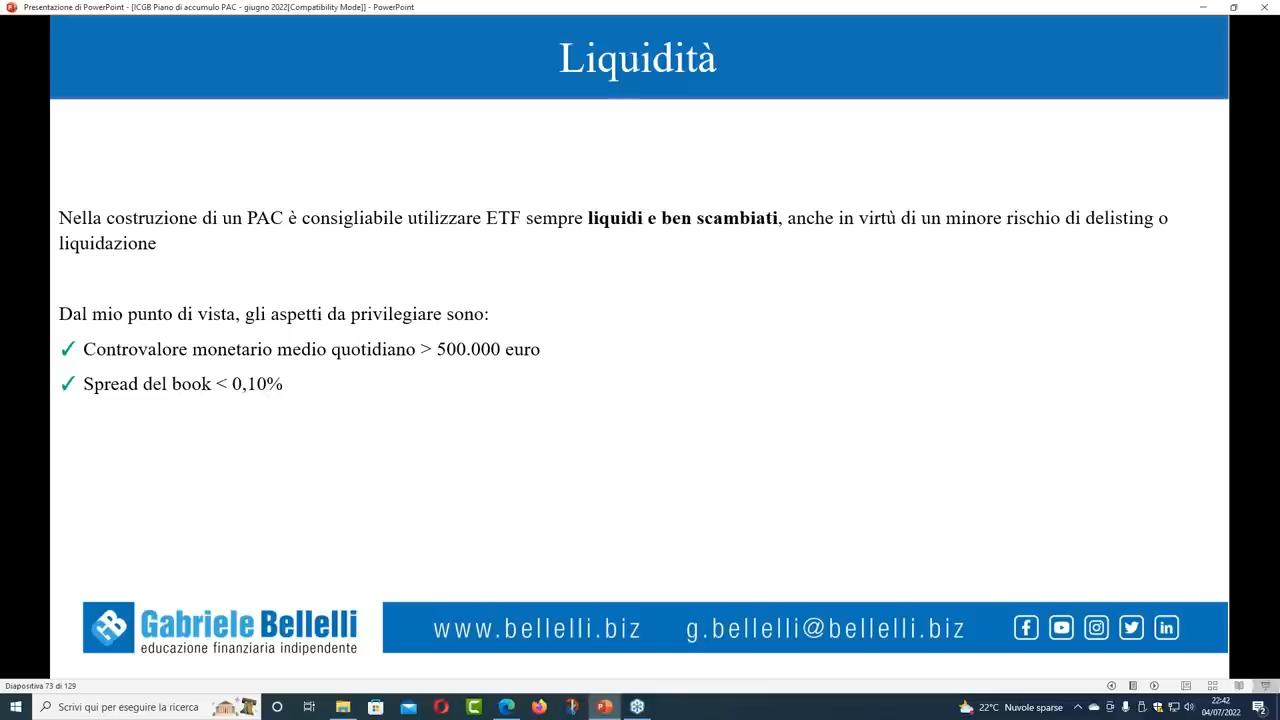 Presentazione di PowerPoint - [ICGB Piano di accumulo PAC - giugno 2022[Compatibility Mode]] - PowerPoint
Liquidità
Nella costruzione di un PAC è consigliabile utilizzare ETF sempre liquidi e ben scambiati, anche in virtù di un minore rischio di delisting o
liquidazione
Dal mio punto di vista, gli aspetti da privilegiare sono:
✓ Controvalore monetario medio quotidiano > 500.000 euro
✓ Spread del book < 0,10%
Gabriele Bellelli
educazione finanziaria indipendente
www.bellelli.biz g.bellelli@bellelli.biz
Diapositiva 73 di 129
Scrivi qui per eseguire la ricerca
22°C Nuvole sparse
22:42
04/07/2022
2